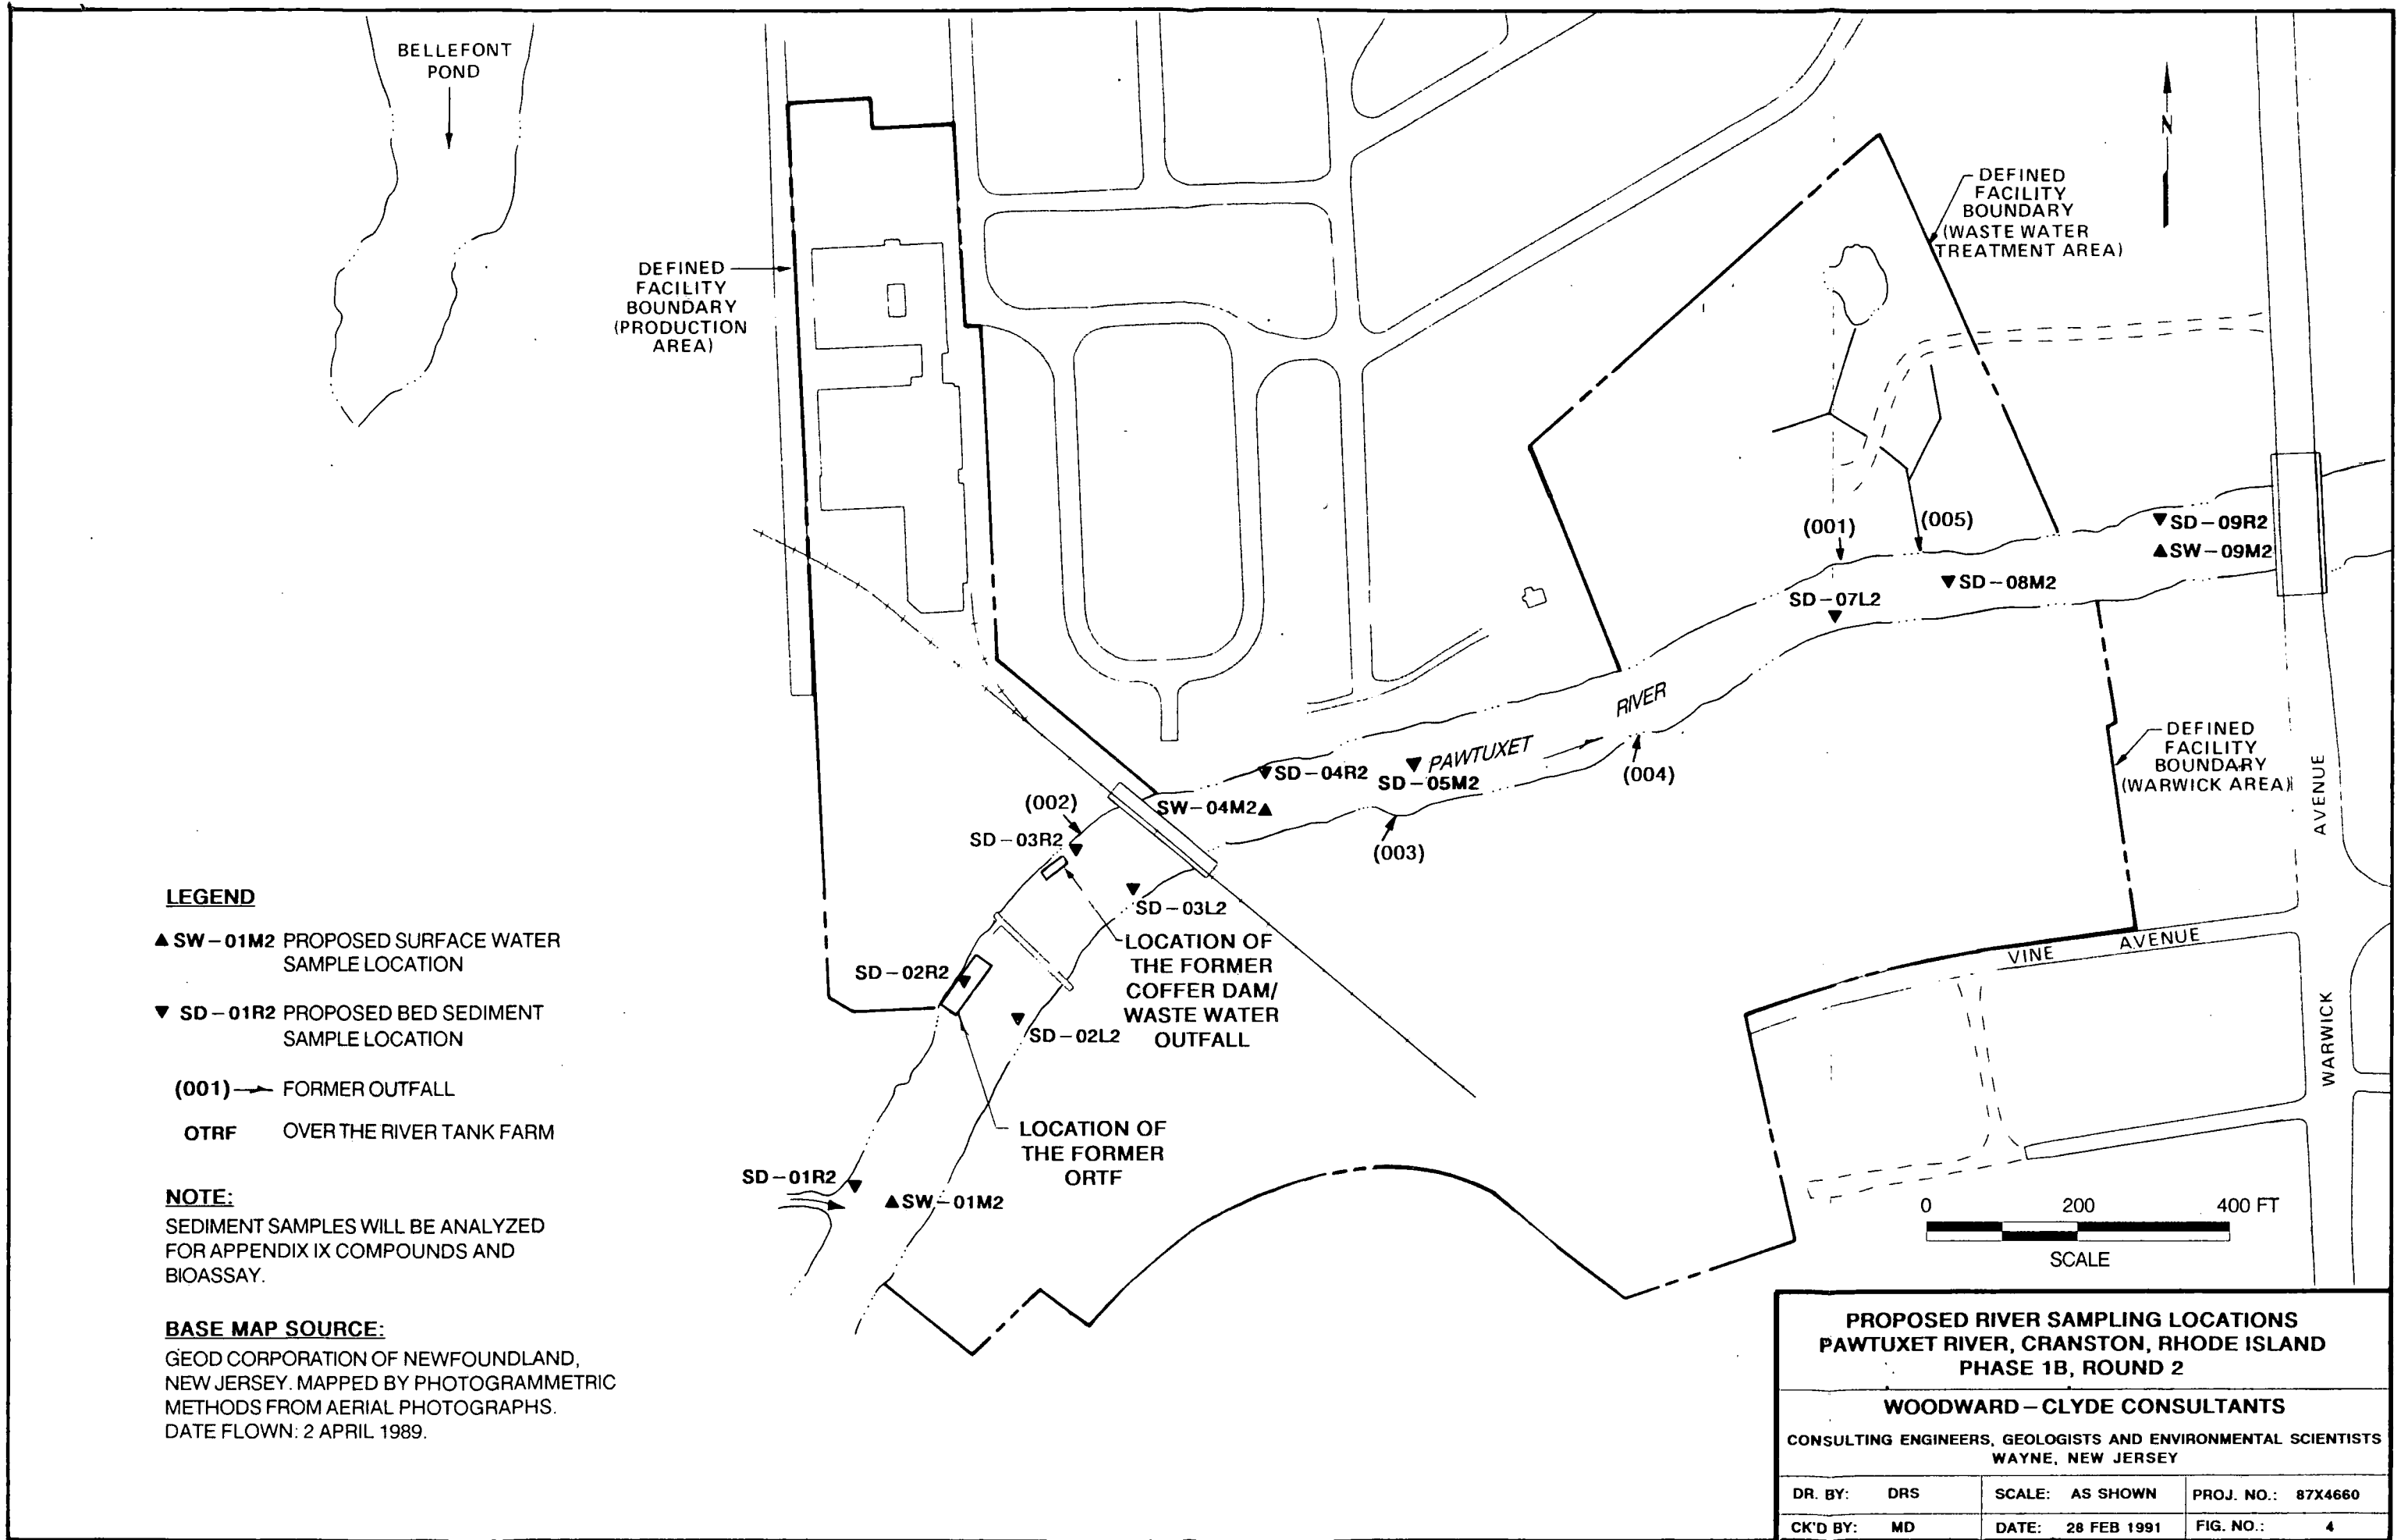 BELLEFONT
POND
DEFINED
FACILITY
BOUNDARY
(PRODUCTION
AREA)
N
DEFINED
FACILITY
BOUNDARY
(WASTE WATER
TREATMENT AREA)
(001)
(005)
▼SD-09R2
▲SW-09M2
▼SD-08M2
SD-07L2
▼
RIVER
PAWTUXET
(004)
▼SD-04R2
▼
SD-05M2
SW-04M2▲
(003)
(002)
SD-03R2
▼
▼
SD-03L2
LOCATION OF
THE FORMER
COFFER DAM/
WASTE WATER
OUTFALL
SD-02R2
▼
▼
SD-02L2
LOCATION OF
THE FORMER
ORTF
SD-01R2
▼
▲SW-01M2
DEFINED
FACILITY
BOUNDARY
(WARWICK AREA)
VINE AVENUE
WARWICK AVENUE
LEGEND
▲ SW-01M2 PROPOSED SURFACE WATER
SAMPLE LOCATION
▼ SD-01R2 PROPOSED BED SEDIMENT
SAMPLE LOCATION
(001) → FORMER OUTFALL
OTRF OVER THE RIVER TANK FARM
NOTE:
SEDIMENT SAMPLES WILL BE ANALYZED
FOR APPENDIX IX COMPOUNDS AND
BIOASSAY.
BASE MAP SOURCE:
GEOD CORPORATION OF NEWFOUNDLAND,
NEW JERSEY. MAPPED BY PHOTOGRAMMETRIC
METHODS FROM AERIAL PHOTOGRAPHS.
DATE FLOWN: 2 APRIL 1989.
0 200 400 FT
SCALE
PROPOSED RIVER SAMPLING LOCATIONS
PAWTUXET RIVER, CRANSTON, RHODE ISLAND
PHASE 1B, ROUND 2
WOODWARD-CLYDE CONSULTANTS
CONSULTING ENGINEERS, GEOLOGISTS AND ENVIRONMENTAL SCIENTISTS
WAYNE, NEW JERSEY
DR. BY: DRS SCALE: AS SHOWN PROJ. NO.: 87X4660
CK'D BY: MD DATE: 28 FEB 1991 FIG. NO.: 4